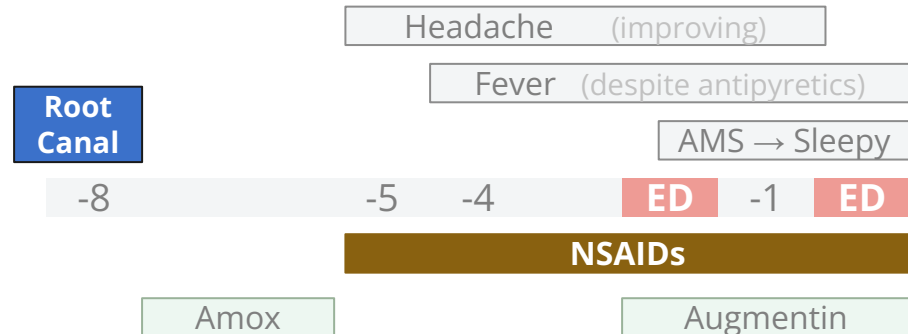 Headache (improving)
Fever (despite antipyretics)
Root
Canal
AMS → Sleepy
-8 -5 -4 ED -1 ED
NSAIDs
Amox Augmentin